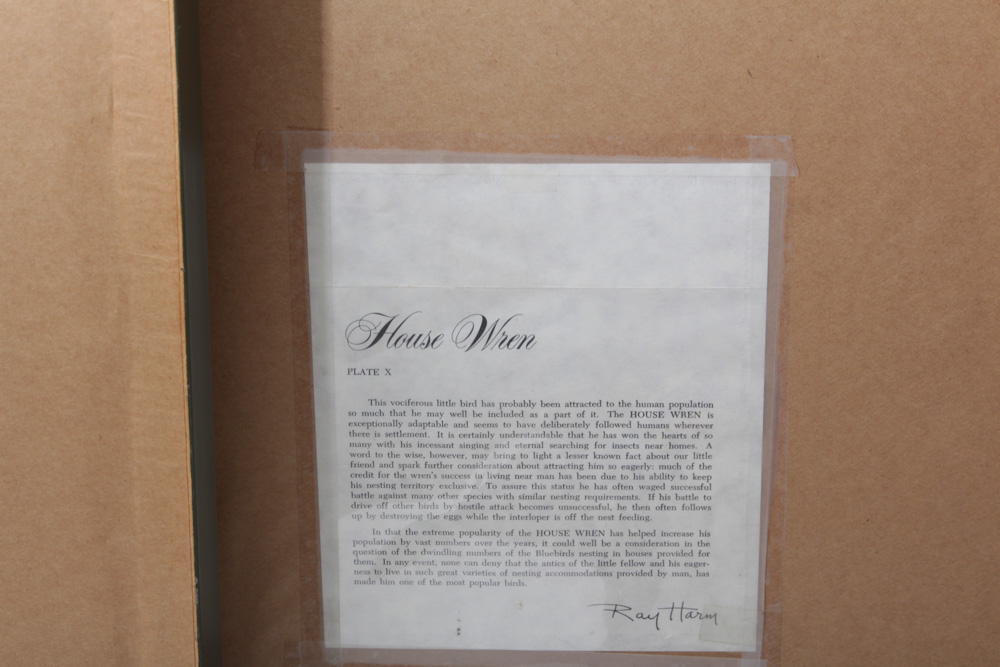 House Wren
PLATE X
This vociferous little bird has probably been attracted to the human population
so much that he may well be included as a part of it. The HOUSE WREN is
exceptionally adaptable and seems to have deliberately followed humans wherever
there is settlement. It is certainly understandable that he has won the hearts of so
many with his incessant singing and eternal searching for insects near homes. A
word to the wise, however, may bring to light a lesser known fact about our little
friend and spark further consideration about attracting him so eagerly: much of the
credit for the wren's success in living near man has been due to his ability to keep
his nesting territory exclusive. To assure this status he has often waged successful
battle against many other species with similar nesting requirements. If his battle to
drive off other birds by hostile attack becomes unsuccessful, he then often follows
up by destroying the eggs while the interloper is off the nest feeding.
In that the extreme popularity of the HOUSE WREN has helped increase his
population by vast numbers over the years, it could well be a consideration in the
question of the dwindling numbers of the Bluebirds nesting in houses provided for
them. In any event, none can deny that the antics of the little fellow and his eager-
ness to live in such great varieties of nesting accommodations provided by man, has
made him one of the most popular birds.
Ray Harm